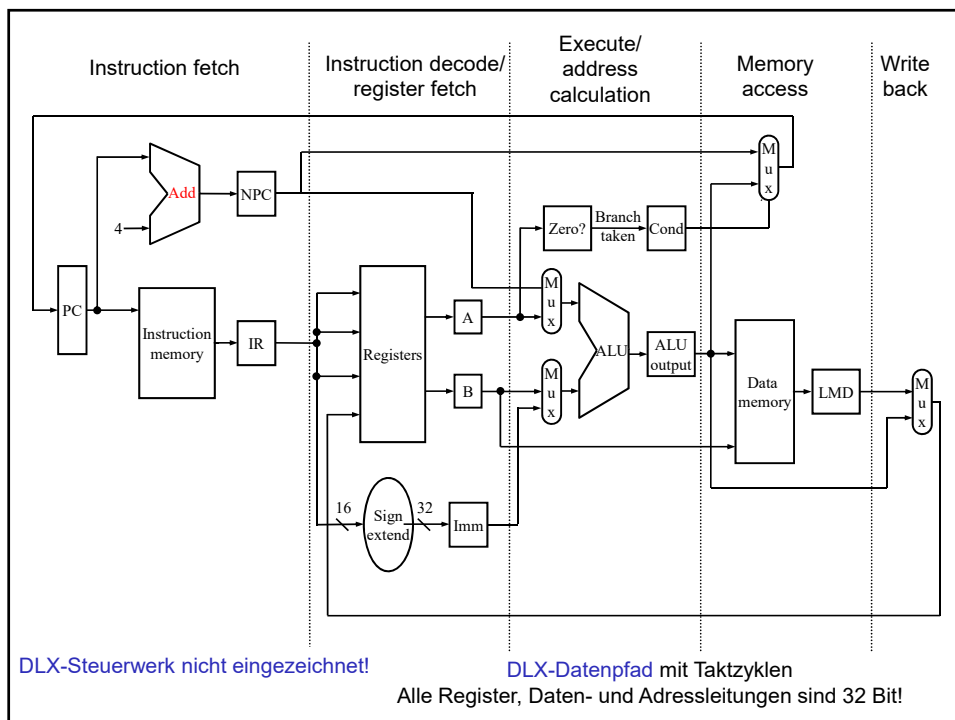 Instruction fetch
Instruction decode/
register fetch
Execute/
address
calculation
Memory
access
Write
back
Add
4
NPC
M
u
x
Zero?
Branch
taken
Cond
PC
Instruction
memory
IR
Registers
A
B
M
u
x
M
u
x
ALU
ALU
output
Data
memory
LMD
M
u
x
16
Sign
extend
32
Imm
DLX-Steuerwerk nicht eingezeichnet!
DLX-Datenpfad mit Taktzyklen
Alle Register, Daten- und Adressleitungen sind 32 Bit!